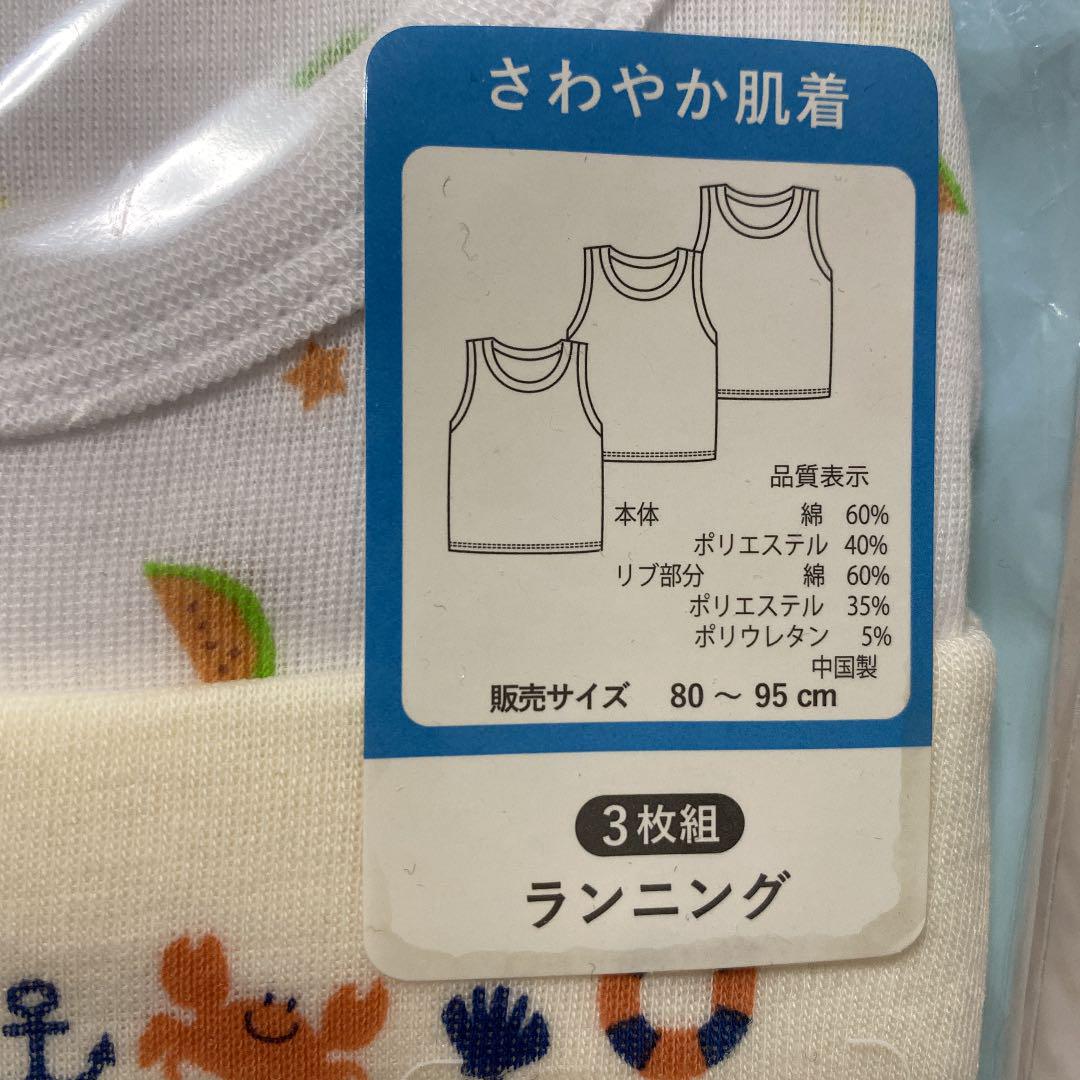 さわやか肌着
品質表示
本体 綿 60%
ポリエステル 40%
リブ部分 綿 60%
ポリエステル 35%
ポリウレタン 5%
中国製
販売サイズ 80 〜 95 cm
3枚組
ランニング